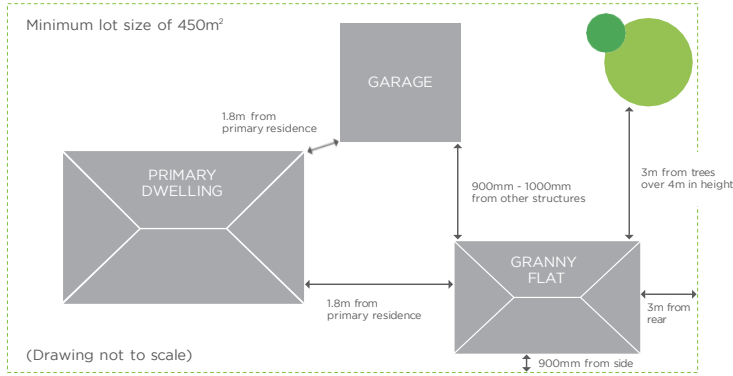 Minimum lot size of 450m²
GARAGE
1.8m from
primary residence
PRIMARY
DWELLING
900mm - 1000mm
from other structures
3m from trees
over 4m in height
GRANNY
FLAT
1.8m from
primary residence
3m from
rear
(Drawing not to scale)
900mm from side